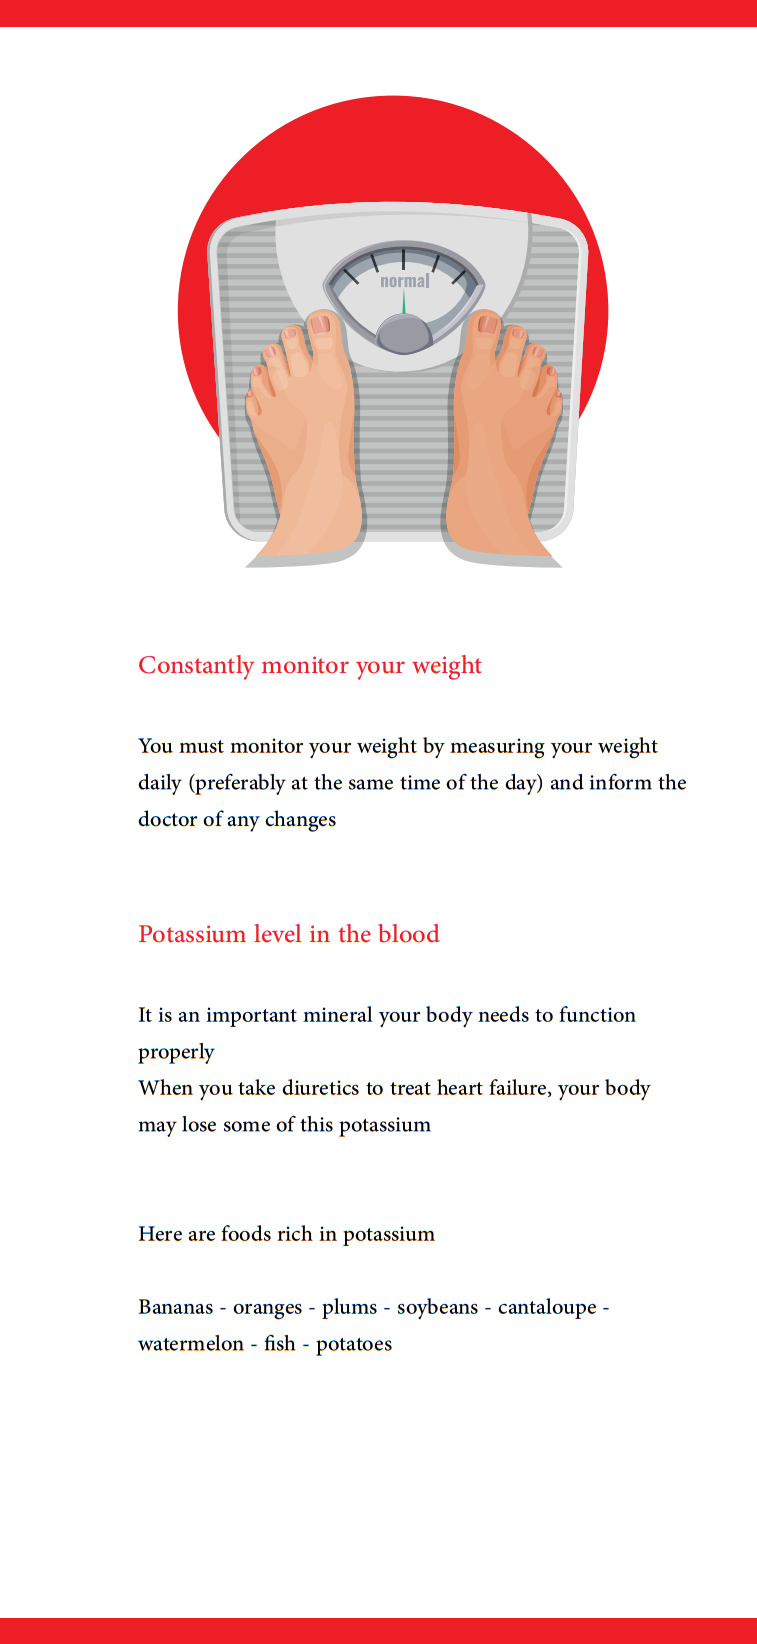 normal
Constantly monitor your weight
You must monitor your weight by measuring your weight
daily (preferably at the same time of the day) and inform the
doctor of any changes
Potassium level in the blood
It is an important mineral your body needs to function
properly
When you take diuretics to treat heart failure, your body
may lose some of this potassium
Here are foods rich in potassium
Bananas - oranges - plums - soybeans - cantaloupe -
watermelon - fish - potatoes